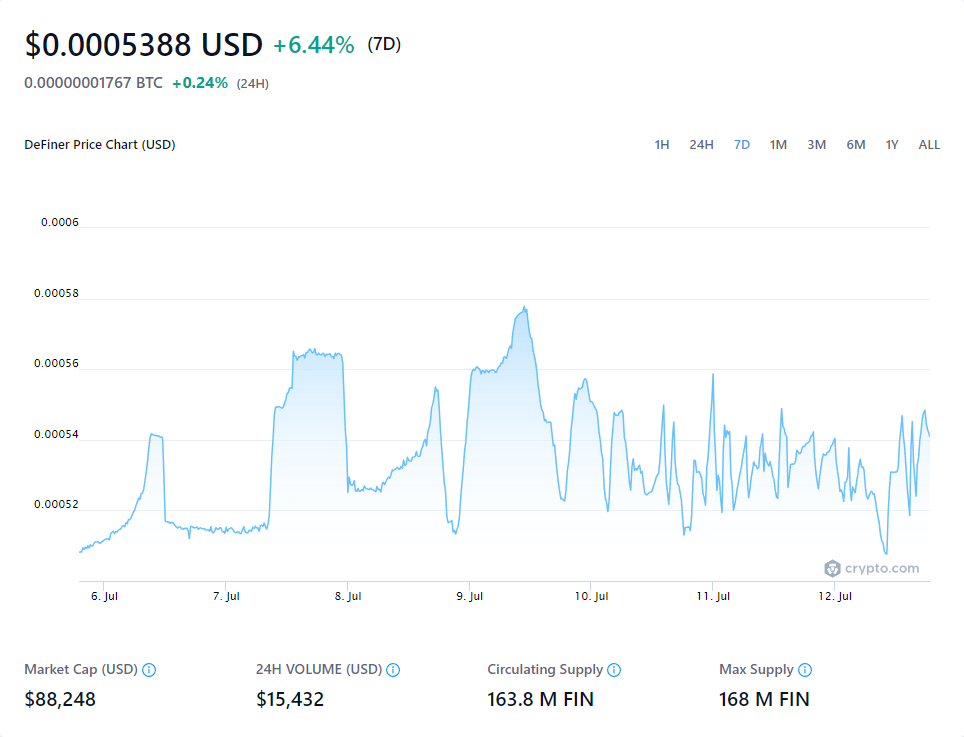 $0.0005388 USD +6.44% (7D)
0.00000001767 BTC +0.24% (24H)
DeFiner Price Chart (USD) 1H 24H 7D 1M 3M 6M 1Y ALL
0.0006
0.00058
0.00056
0.00054
0.00052
crypto.com
6. Jul 7. Jul 8. Jul 9. Jul 10. Jul 11. Jul 12. Jul
Market Cap (USD) 24H VOLUME (USD) Circulating Supply Max Supply
$88,248 $15,432 163.8 M FIN 168 M FIN